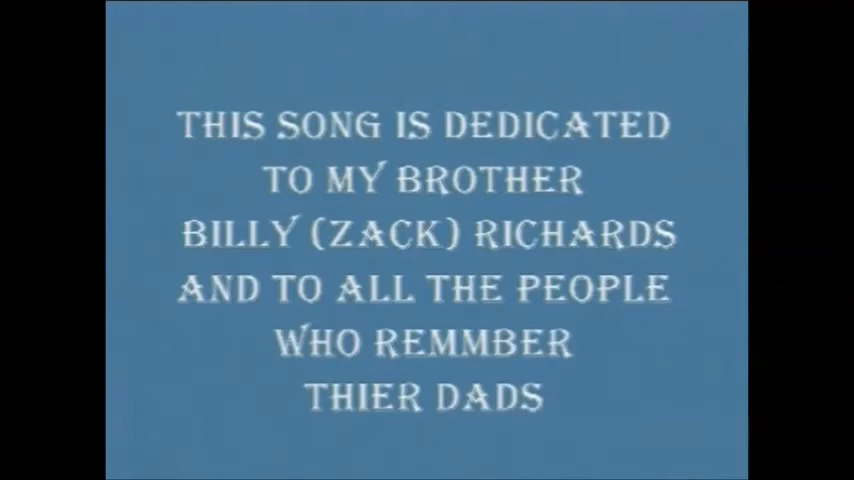 THIS SONG IS DEDICATED
TO MY BROTHER
BILLY (ZACK) RICHARDS
AND TO ALL THE PEOPLE
WHO REMMBER
THIER DADS